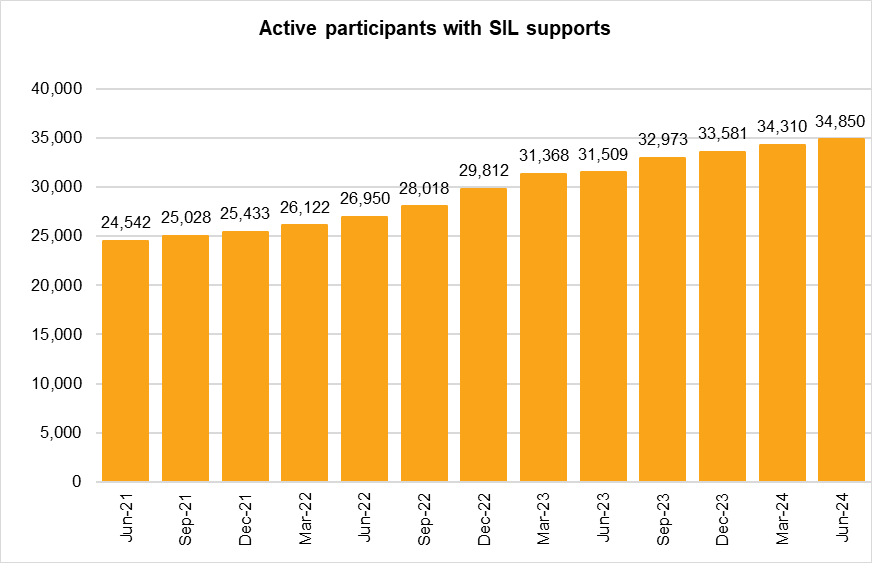 Active participants with SIL supports
40,000
35,000
30,000
25,000
20,000
15,000
10,000
5,000
0
24,542
25,028
25,433
26,122
26,950
28,018
29,812
31,368
31,509
32,973
33,581
34,310
34,850
Jun-21
Sep-21
Dec-21
Mar-22
Jun-22
Sep-22
Dec-22
Mar-23
Jun-23
Sep-23
Dec-23
Mar-24
Jun-24